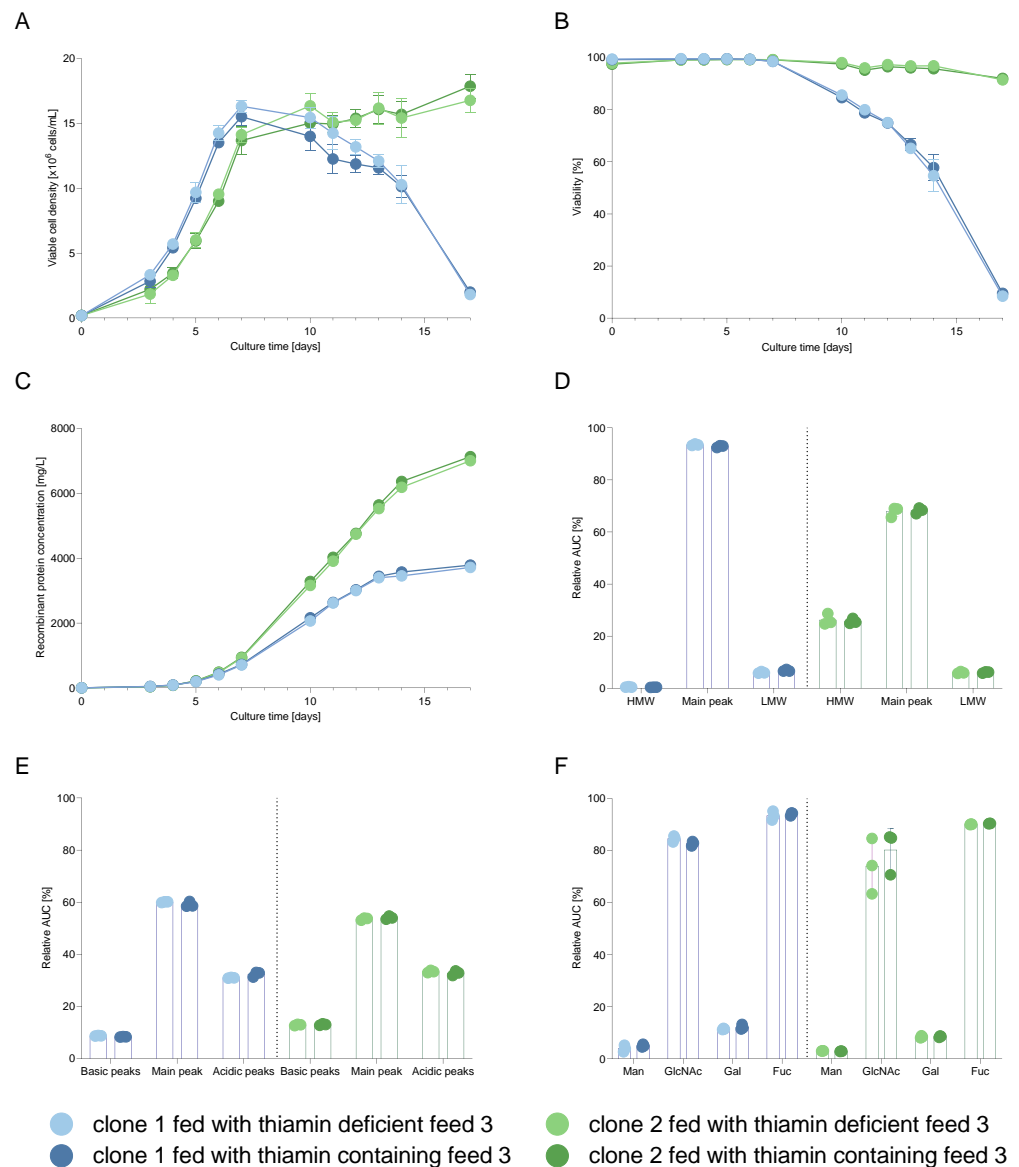 A
B
20
15
10
5
0
0
5
10
15
Viable cell density [x10⁶ cells/mL]
Culture time [days]
100
80
60
40
20
0
0
5
10
15
Viability [%]
Culture time [days]
C
D
8000
6000
4000
2000
0
0
5
10
15
Recombinant protein concentration [mg/L]
Culture time [days]
100
80
60
40
20
0
Relative AUC [%]
HMW Main peak LMW HMW Main peak LMW
E
F
100
80
60
40
20
0
Relative AUC [%]
Basic peaks Main peak Acidic peaks Basic peaks Main peak Acidic peaks
100
80
60
40
20
0
Relative AUC [%]
Man GlcNAc Gal Fuc Man GlcNAc Gal Fuc
clone 1 fed with thiamin deficient feed 3
clone 2 fed with thiamin deficient feed 3
clone 1 fed with thiamin containing feed 3
clone 2 fed with thiamin containing feed 3